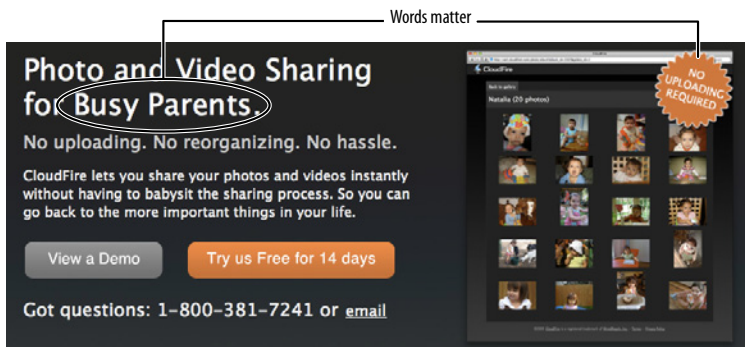 Words matter
Photo and Video Sharing
for Busy Parents.
No uploading. No reorganizing. No hassle.
CloudFire lets you share your photos and videos instantly
without having to babysit the sharing process. So you can
go back to the more important things in your life.
View a Demo
Try us Free for 14 days
Got questions: 1-800-381-7241 or email
CloudFire
Back to gallery
Natalia (20 photos)
NO
UPLOADING
REQUIRED